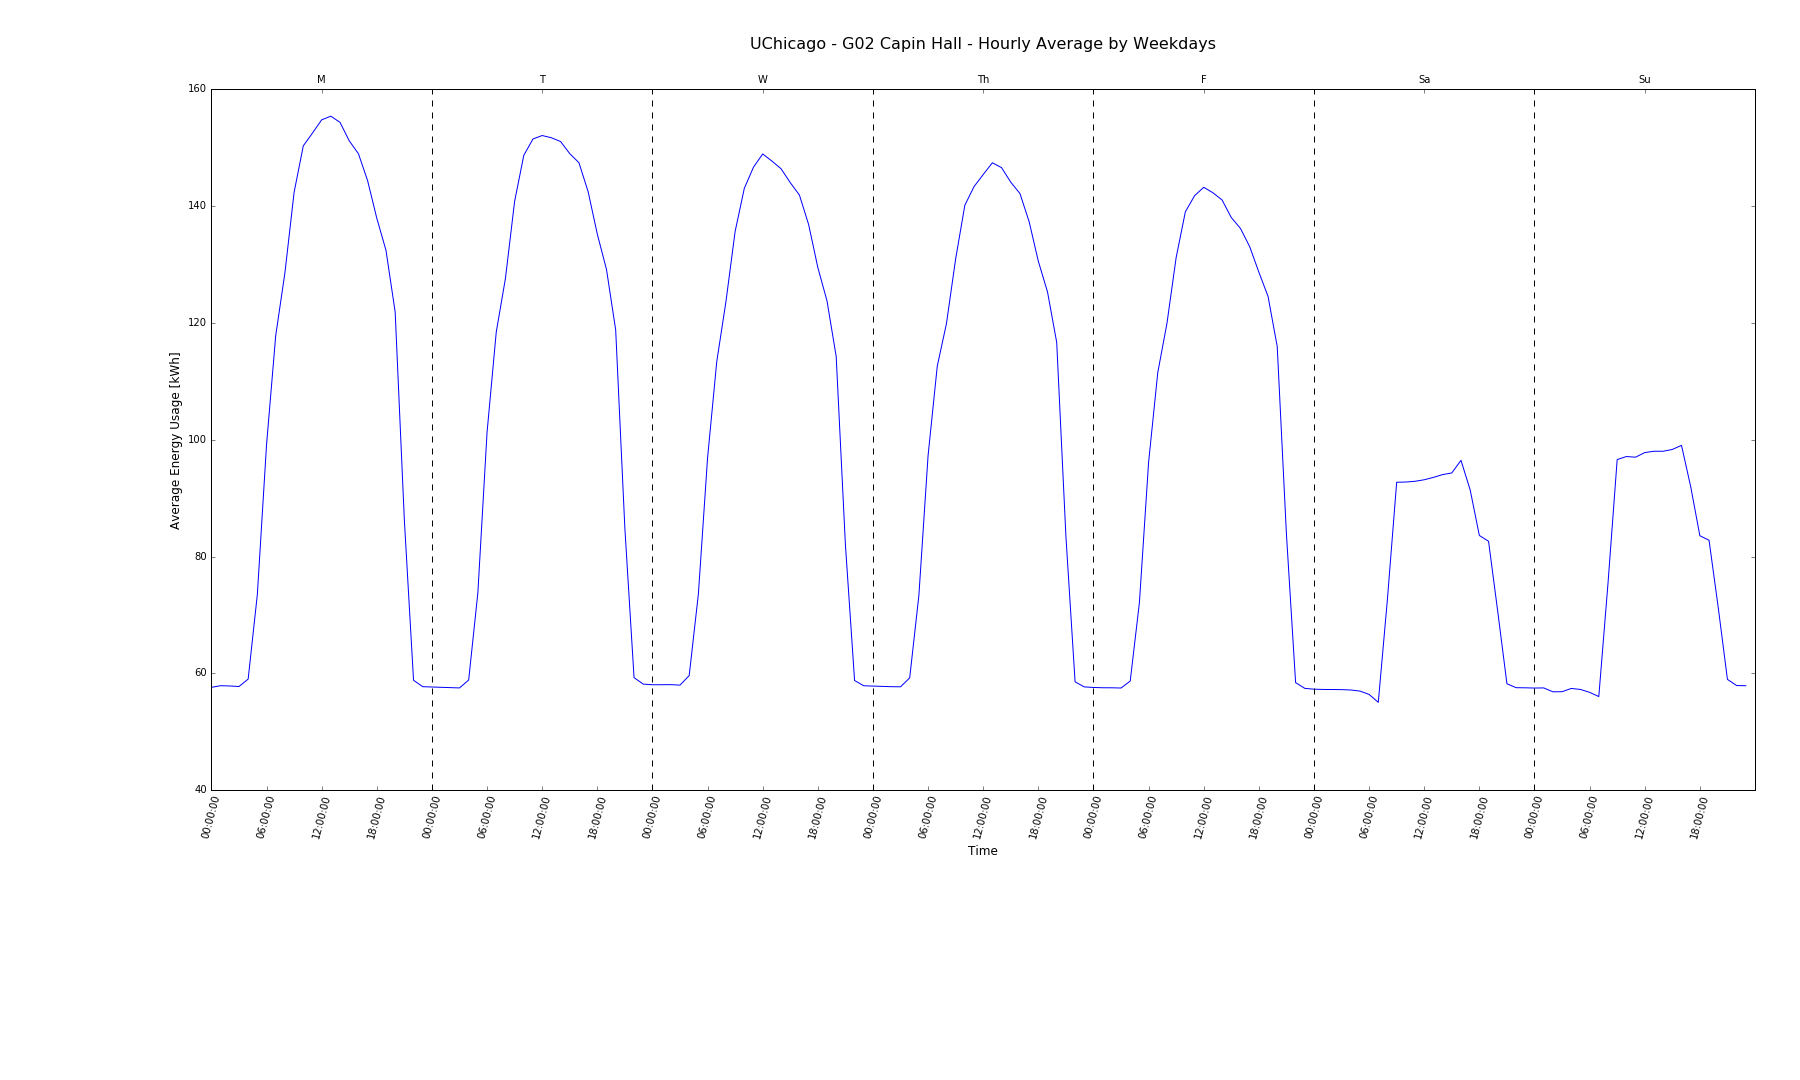 UChicago - G02 Capin Hall - Hourly Average by Weekdays
M T W Th F Sa Su
160
140
120
100
80
60
40
Average Energy Usage [kWh]
00:00:00 06:00:00 12:00:00 18:00:00 00:00:00 06:00:00 12:00:00 18:00:00 00:00:00 06:00:00 12:00:00 18:00:00 00:00:00 06:00:00 12:00:00 18:00:00 00:00:00 06:00:00 12:00:00 18:00:00 00:00:00 06:00:00 12:00:00 18:00:00 00:00:00 06:00:00 12:00:00 18:00:00
Time